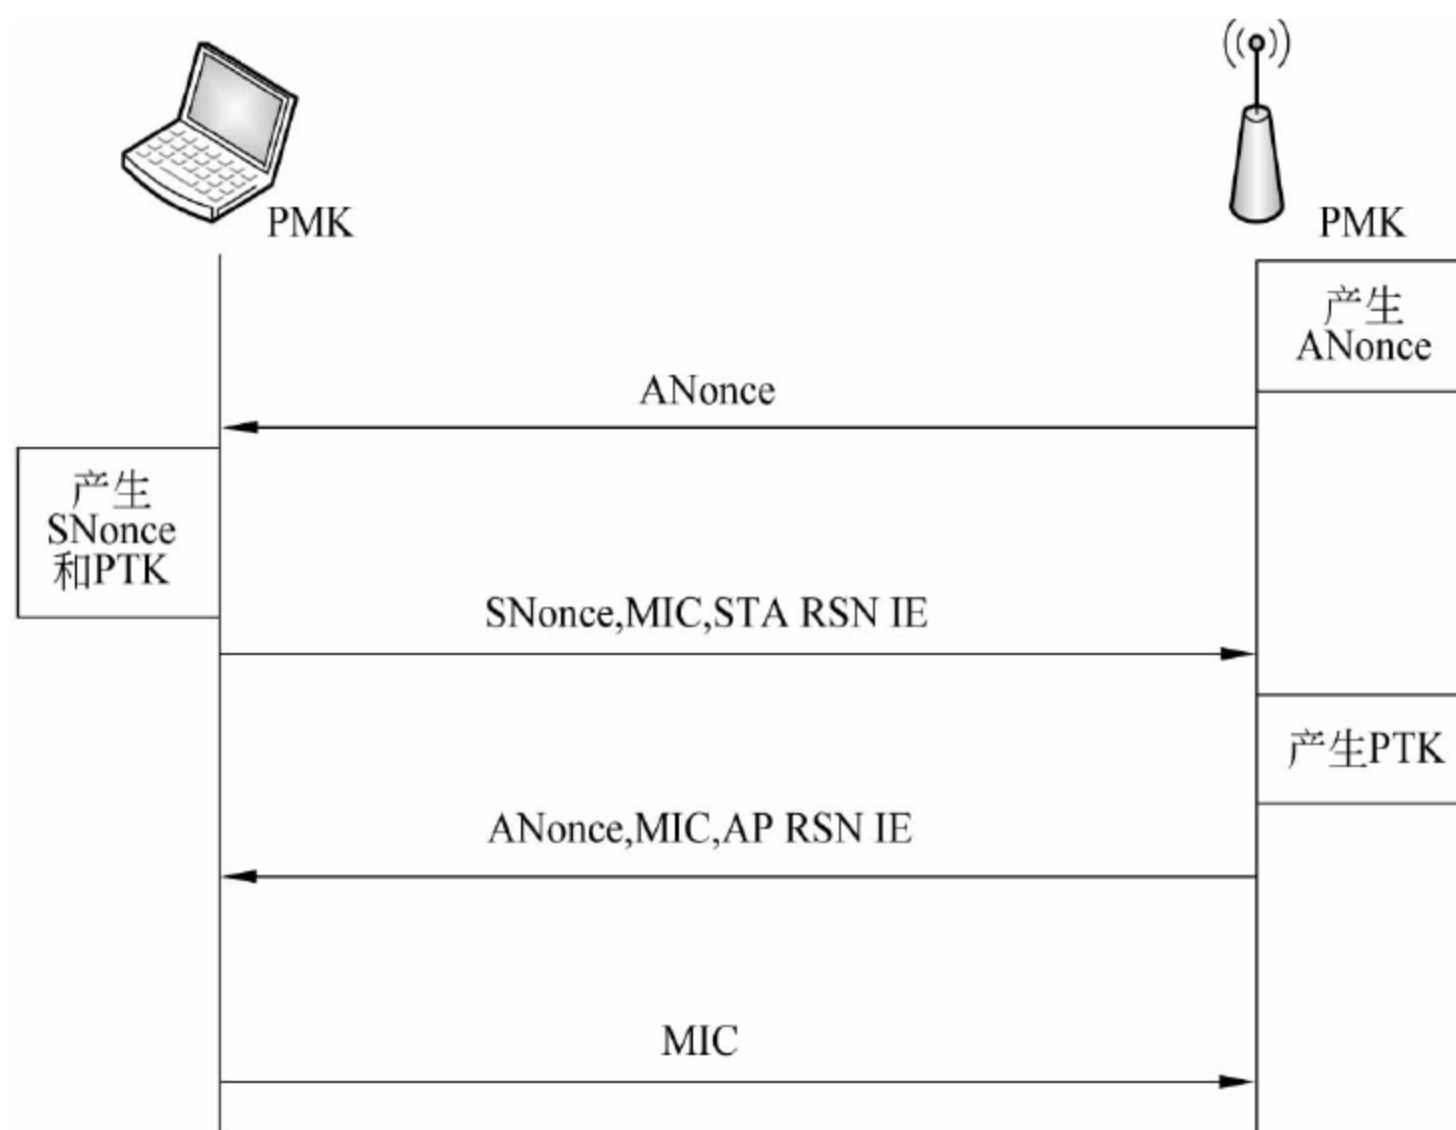 PMK
PMK
产生
ANonce
ANonce
产生
SNonce
和PTK
SNonce,MIC,STA RSN IE
产生PTK
ANonce,MIC,AP RSN IE
MIC